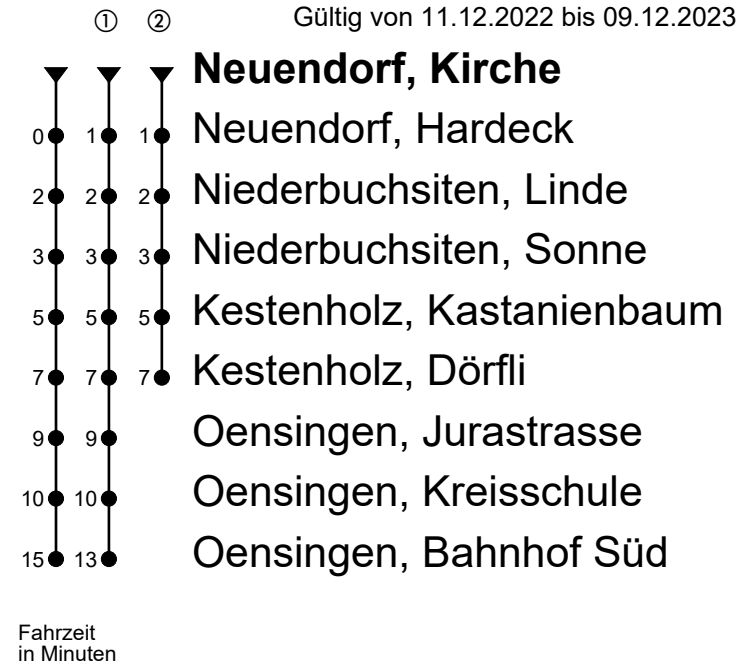 ① ② Gültig von 11.12.2022 bis 09.12.2023
Neuendorf, Kirche
0 1 1 Neuendorf, Hardeck
2 2 2 Niederbuchsiten, Linde
3 3 3 Niederbuchsiten, Sonne
5 5 5 Kestenholz, Kastanienbaum
7 7 7 Kestenholz, Dörfli
9 9 Oensingen, Jurastrasse
10 10 Oensingen, Kreisschule
15 13 Oensingen, Bahnhof Süd
Fahrzeit
in Minuten